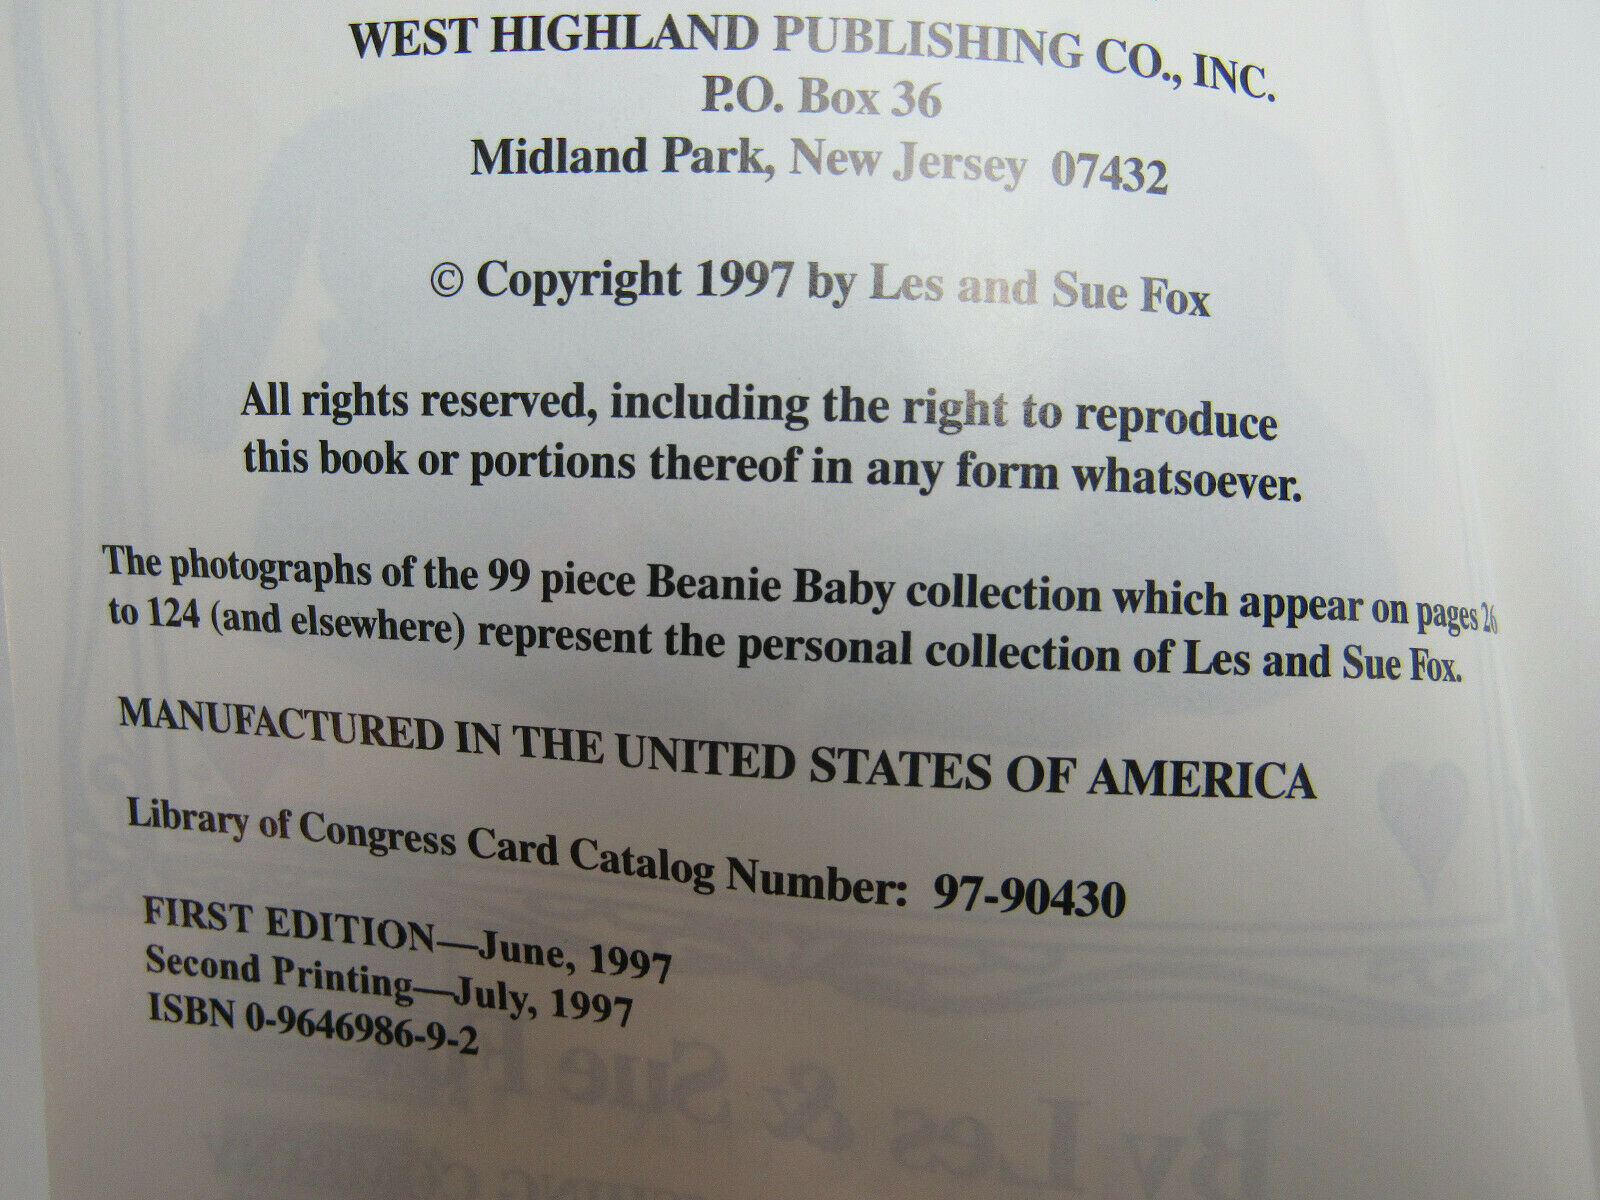 WEST HIGHLAND PUBLISHING CO., INC.
P.O. Box 36
Midland Park, New Jersey 07432
© Copyright 1997 by Les and Sue Fox
All rights reserved, including the right to reproduce
this book or portions thereof in any form whatsoever.
The photographs of the 99 piece Beanie Baby collection which appear on pages 26
to 124 (and elsewhere) represent the personal collection of Les and Sue Fox.
MANUFACTURED IN THE UNITED STATES OF AMERICA
Library of Congress Card Catalog Number: 97-90430
FIRST EDITION—June, 1997
Second Printing—July, 1997
ISBN 0-9646986-9-2
By Les & Sue Fox